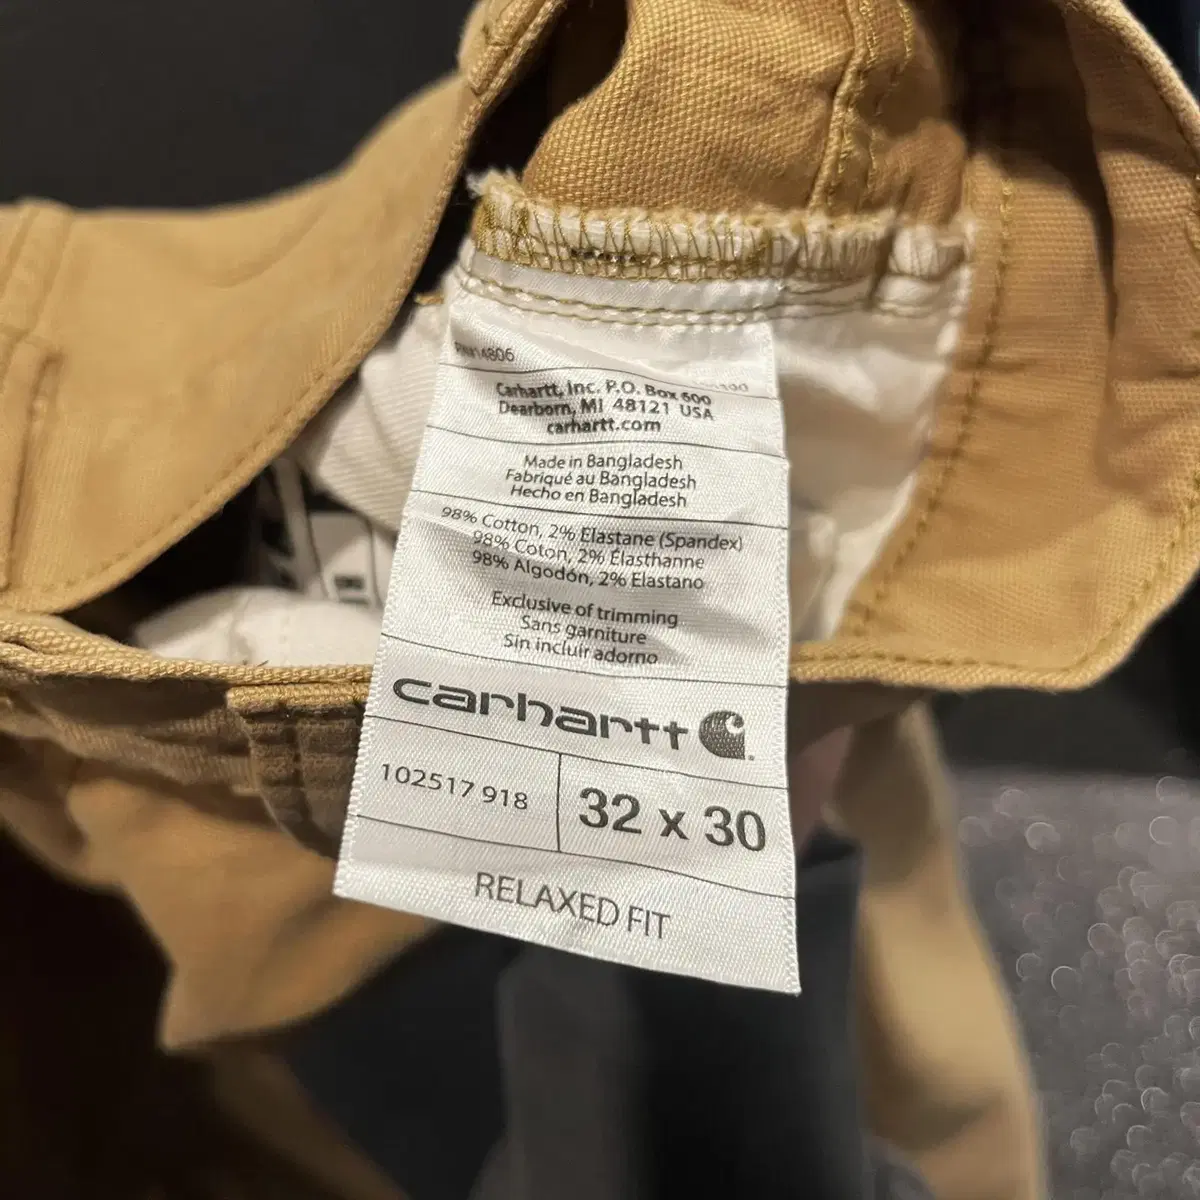 RN#14806
Carhartt, Inc. P.O. Box 600
Dearborn, MI 48121 USA
carhartt.com
Made in Bangladesh
Fabriqué au Bangladesh
Hecho en Bangladesh
98% Cotton, 2% Elastane (Spandex)
98% Coton, 2% Élasthanne
98% Algodón, 2% Elastano
Exclusive of trimming
Sans garniture
Sin incluir adorno
carhartt
102517 918
32 x 30
RELAXED FIT